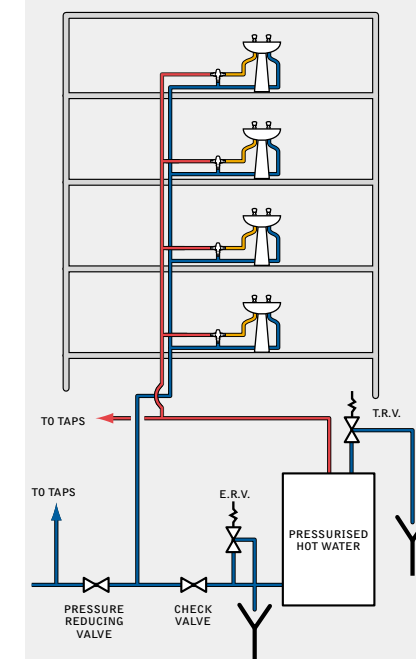 TO TAPS
T.R.V.
TO TAPS
E.R.V.
PRESSURISED
HOT WATER
PRESSURE
REDUCING
VALVE
CHECK
VALVE